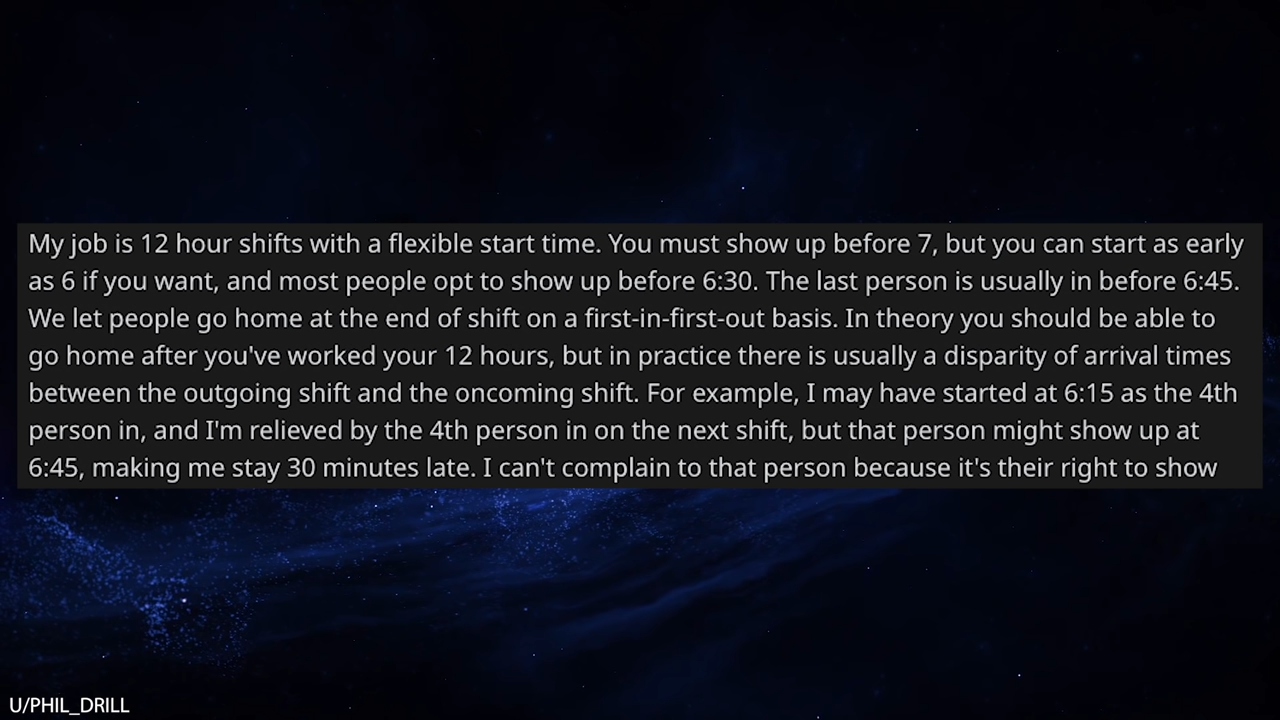 My job is 12 hour shifts with a flexible start time. You must show up before 7, but you can start as early
as 6 if you want, and most people opt to show up before 6:30. The last person is usually in before 6:45.
We let people go home at the end of shift on a first-in-first-out basis. In theory you should be able to
go home after you've worked your 12 hours, but in practice there is usually a disparity of arrival times
between the outgoing shift and the oncoming shift. For example, I may have started at 6:15 as the 4th
person in, and I'm relieved by the 4th person in on the next shift, but that person might show up at
6:45, making me stay 30 minutes late. I can't complain to that person because it's their right to show
U/PHIL_DRILL